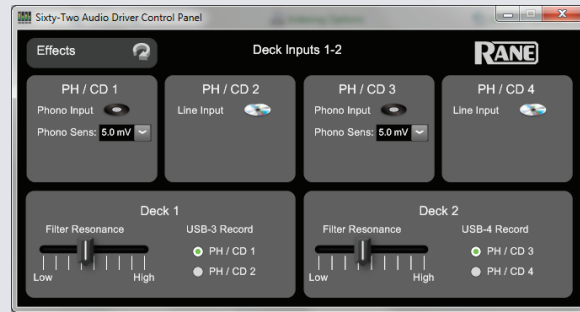 Sixty-Two Audio Driver Control Panel
Effects
Deck Inputs 1-2
RANE
PH / CD 1
Phono Input
Phono Sens: 5.0 mV
PH / CD 2
Line Input
PH / CD 3
Phono Input
Phono Sens: 5.0 mV
PH / CD 4
Line Input
Deck 1
Filter Resonance
Low High
USB-3 Record
PH / CD 1
PH / CD 2
Deck 2
Filter Resonance
Low High
USB-4 Record
PH / CD 3
PH / CD 4